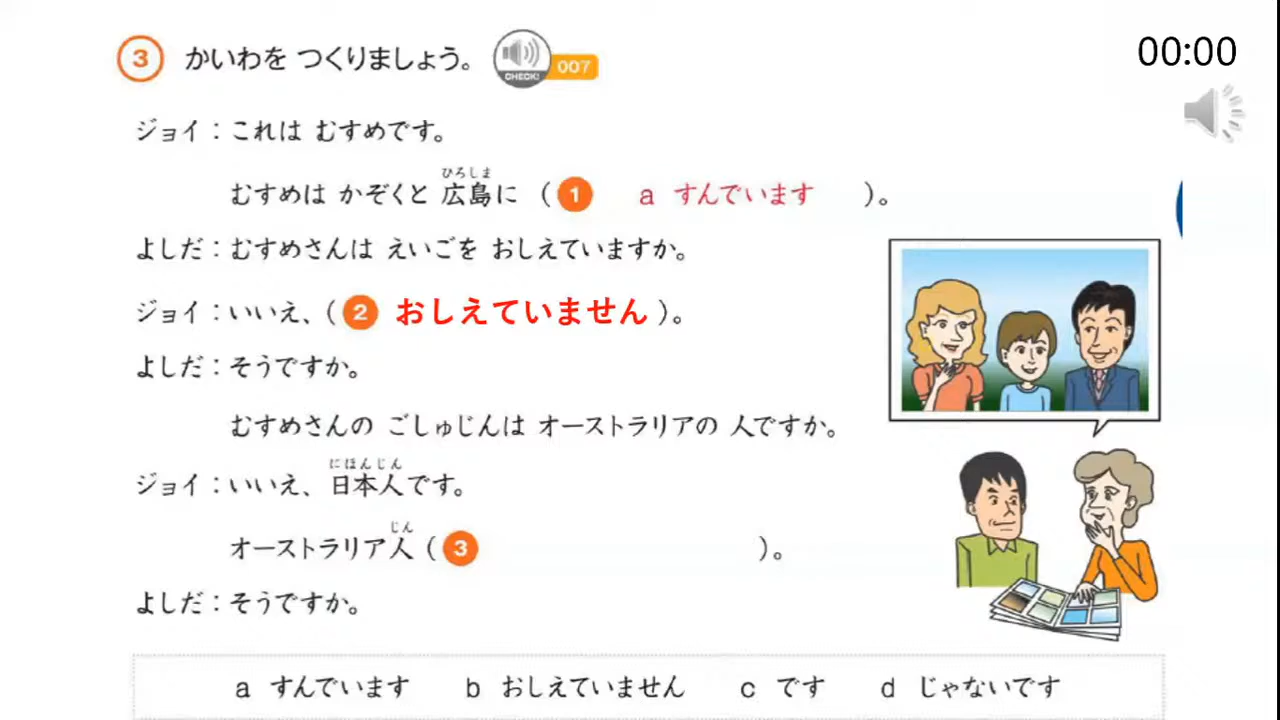 3 かいわを つくりましょう。 CHECK! 007
00:00
ジョイ：これは むすめです。
ひろしま
むすめは かぞくと 広島に （1 a すんでいます ）。
よしだ：むすめさんは えいごを おしえていますか。
ジョイ：いいえ、（2 おしえていません ）。
よしだ：そうですか。
むすめさんの ごしゅじんは オーストラリアの 人ですか。
にほんじん
ジョイ：いいえ、日本人です。
じん
オーストラリア人（3 ）。
よしだ：そうですか。
a すんでいます b おしえていません c です d じゃないです